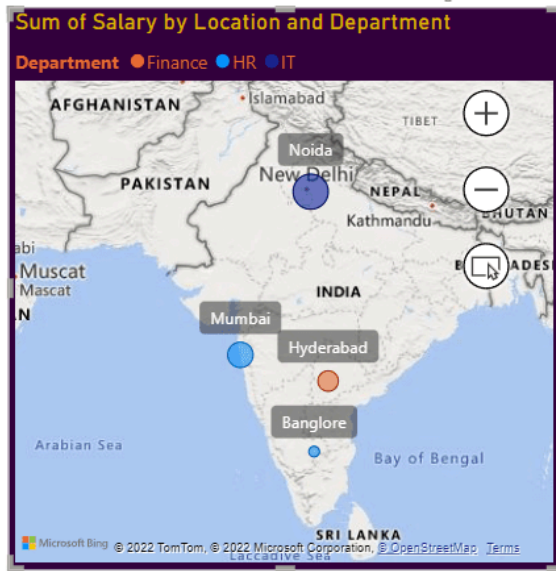 Sum of Salary by Location and Department
Department Finance HR IT
AFGHANISTAN
Islamabad
TIBET
Noida
New Delhi
PAKISTAN
NEPAL
Kathmandu
Muscat
Mascat
INDIA
Mumbai
Hyderabad
Banglore
Arabian Sea
Bay of Bengal
SRI LANKA
Laccadive Sea
Microsoft Bing © 2022 TomTom, © 2022 Microsoft Corporation, © OpenStreetMap Terms